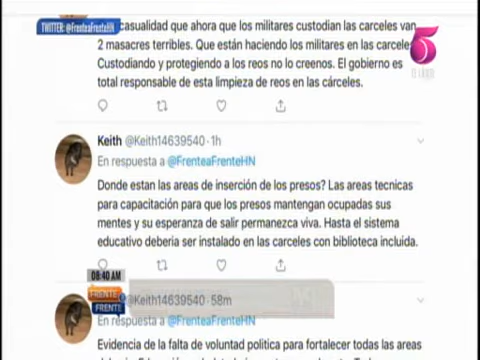 TWITTER: @FrenteaFrenteHN
casualidad que ahora que los militares custodian las carceles van
2 masacres terribles. Que están haciendo los militares en las carceles
Custodiando y protegiendo a los reos no lo creenos. El gobierno es
total responsable de esta limpieza de reos en las cárceles.
5
Keith @Keith14639540 · 1h
En respuesta a @FrenteaFrenteHN
Donde estan las areas de inserción de los presos? Las areas tecnicas
para capacitación para que los presos mantengan ocupadas sus
mentes y su esperanza de salir permanezca viva. Hasta el sistema
educativo deberia ser instalado en las carceles con biblioteca incluida.
08:40 AM
FRENTE a
FRENTE
@Keith14639540 · 58m
En respuesta a @FrenteaFrenteHN
Evidencia de la falta de voluntad politica para fortalecer todas las areas